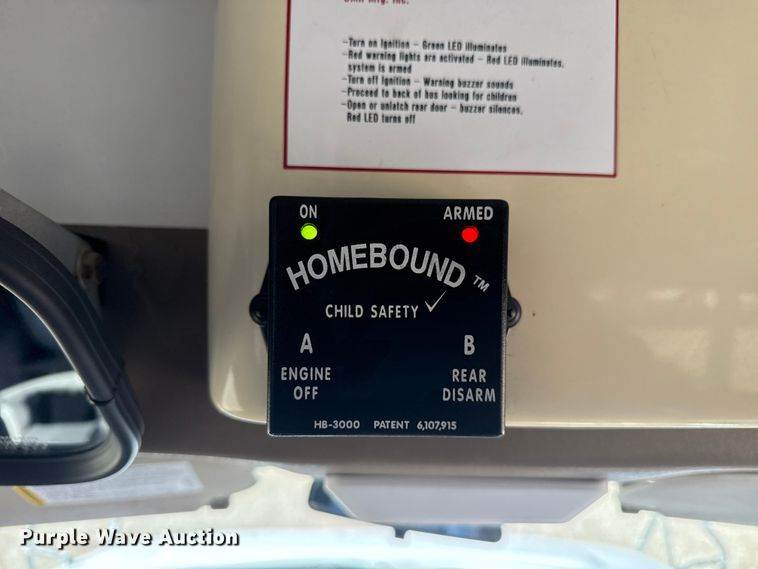 -Turn on Ignition - Green LED illuminates
-Red warning lights are activated - Red LED illuminates,
system is armed
-Turn off Ignition - Warning buzzer sounds
-Proceed to back of bus looking for children
-Open or unlatch rear door - buzzer silences,
Red LED turns off
ON ARMED
HOMEBOUND™
CHILD SAFETY ✓
A B
ENGINE OFF
REAR DISARM
HB-3000 PATENT 6,107,915
Purple Wave Auction